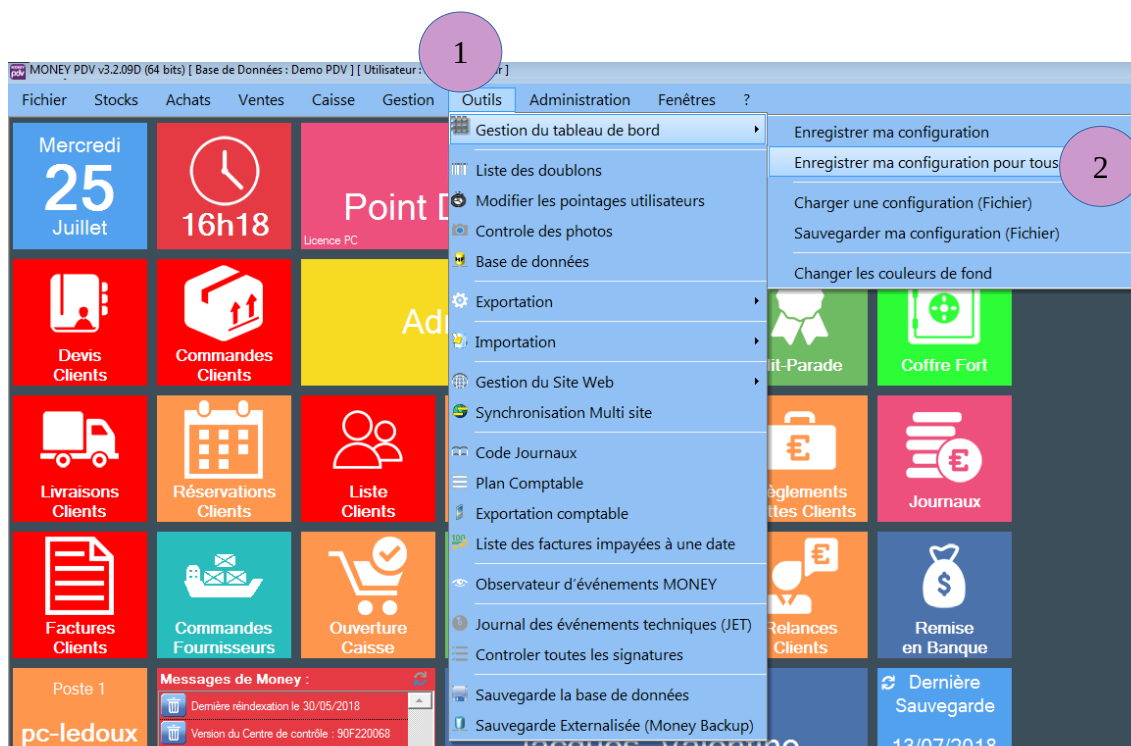 1
MONEY PDV v3.2.09D (64 bits) [ Base de Données : Demo PDV ] [ Utilisateur :
Fichier Stocks Achats Ventes Caisse Gestion Outils Administration Fenêtres ?
Mercredi
25
Juillet
16h18
Point
Licence PC
Gestion du tableau de bord
Liste des doublons
Modifier les pointages utilisateurs
Controle des photos
Base de données
Exportation
Importation
Gestion du Site Web
Synchronisation Multi site
Code Journaux
Plan Comptable
Exportation comptable
Liste des factures impayées à une date
Observateur d'événements MONEY
Journal des événements techniques (JET)
Controler toutes les signatures
Sauvegarde la base de données
Sauvegarde Externalisée (Money Backup)
Enregistrer ma configuration
Enregistrer ma configuration pour tous
2
Charger une configuration (Fichier)
Sauvegarder ma configuration (Fichier)
Changer les couleurs de fond
Devis
Clients
Commandes
Clients
Coffre Fort
Livraisons
Clients
Réservations
Clients
Liste
Clients
Clients
Journaux
Factures
Clients
Commandes
Fournisseurs
Ouverture
Caisse
Relances
Clients
Remise
en Banque
Poste 1
pc-ledoux
Messages de Money :
Dernière réindexation le 30/05/2018
Version du Centre de contrôle : 90F220068
Dernière
Sauvegarde
13/07/2018